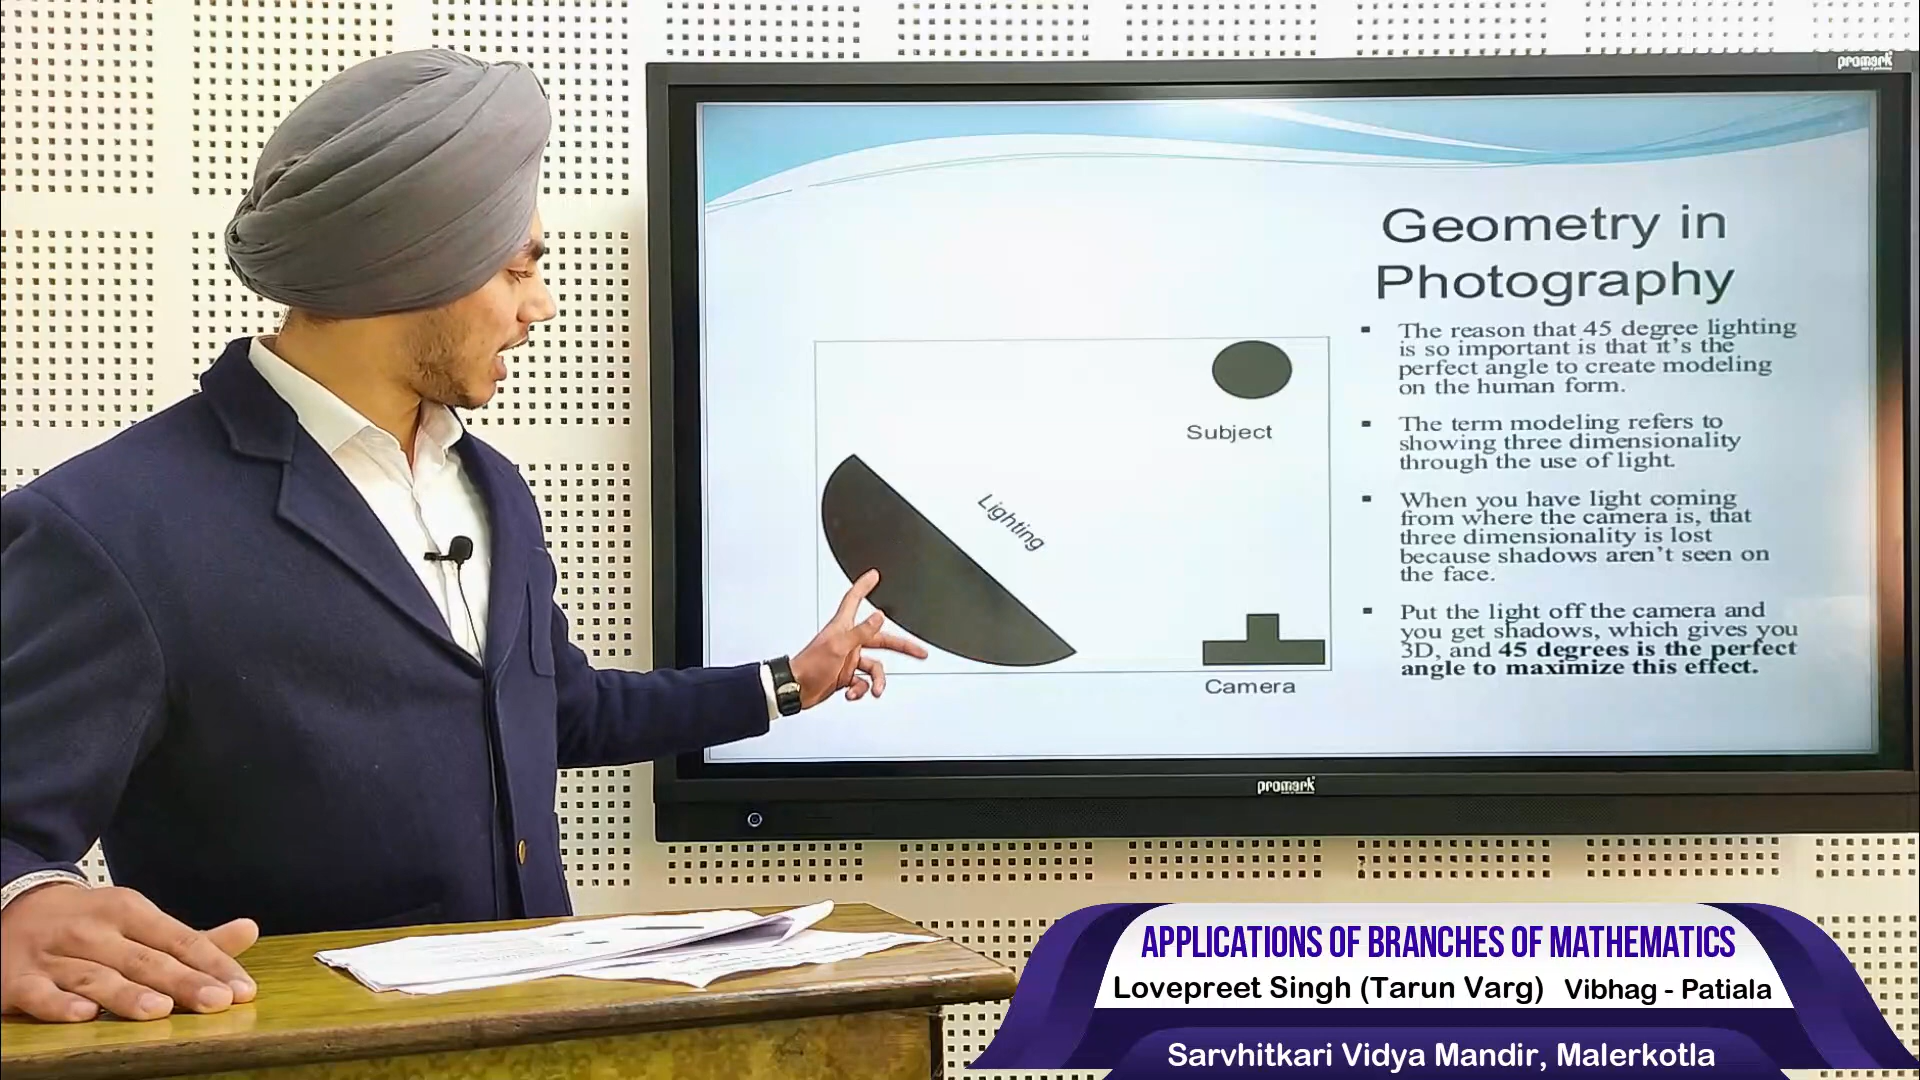 promark
Geometry in
Photography
The reason that 45 degree lighting
is so important is that it's the
perfect angle to create modeling
on the human form.
The term modeling refers to
showing three dimensionality
through the use of light.
When you have light coming
from where the camera is, that
three dimensionality is lost
because shadows aren't seen on
the face.
Put the light off the camera and
you get shadows, which gives you
3D, and 45 degrees is the perfect
angle to maximize this effect.
Subject
Lighting
Camera
promark
APPLICATIONS OF BRANCHES OF MATHEMATICS
Lovepreet Singh (Tarun Varg) Vibhag - Patiala
Sarvhitkari Vidya Mandir, Malerkotla